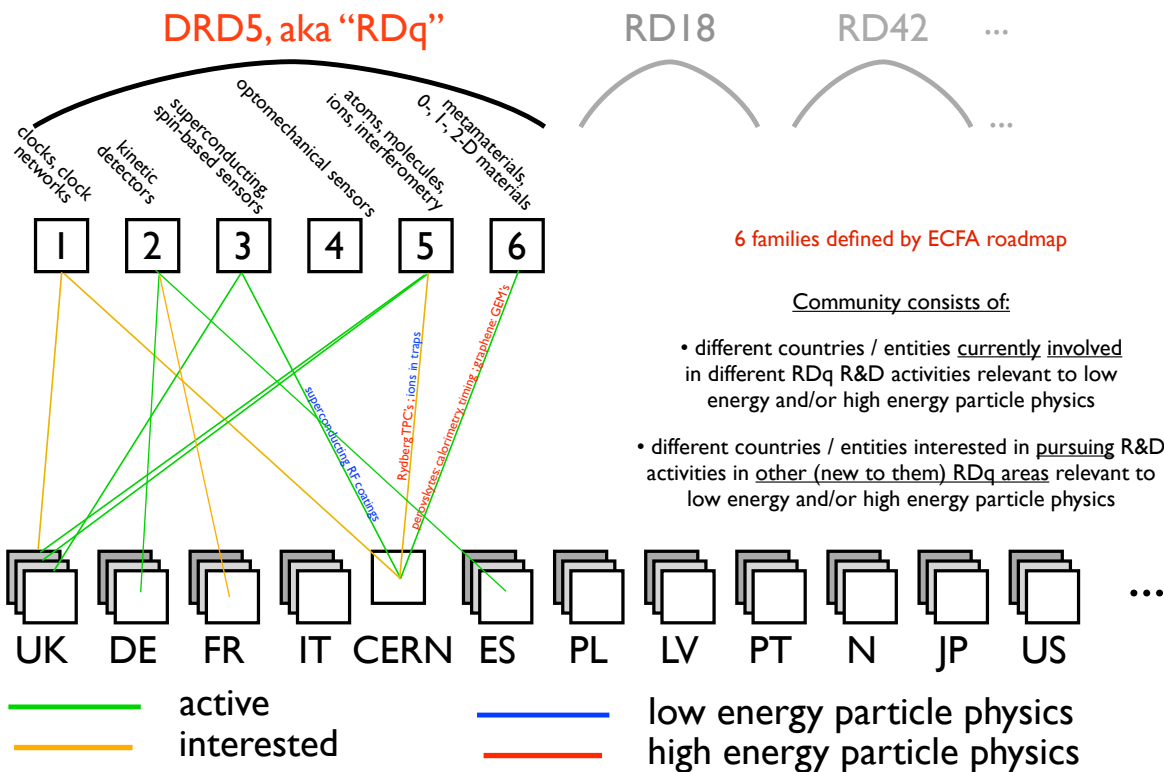 DRD5, aka “RDq”
RD18
RD42
...
...
clocks, clock
networks
kinetic
detectors
superconducting,
spin-based sensors
optomechanical sensors
atoms, molecules,
ions, interferometry
metamaterials,
0-, 1-, 2-D materials
1
2
3
4
5
6
6 families defined by ECFA roadmap
Community consists of:
• different countries / entities currently involved
in different RDq R&D activities relevant to low
energy and/or high energy particle physics
• different countries / entities interested in pursuing R&D
activities in other (new to them) RDq areas relevant to
low energy and/or high energy particle physics
superconducting RF coatings
Rydberg TPC's ; ions in traps
perovskytes: calorimetry, timing ; graphene: GEM's
UK
DE
FR
IT
CERN
ES
PL
LV
PT
N
JP
US
...
active
interested
low energy particle physics
high energy particle physics